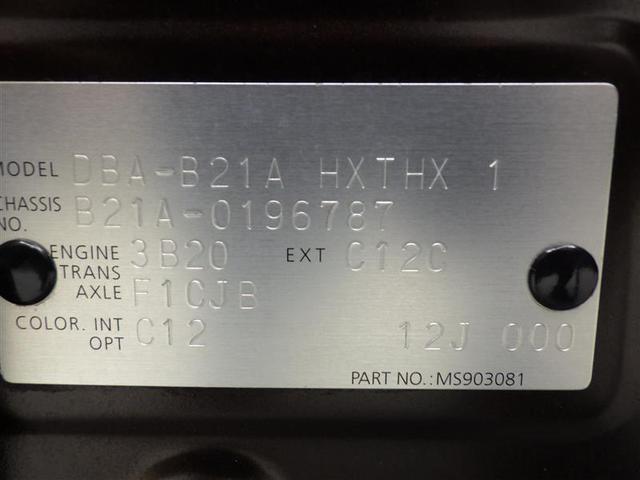 MODEL DBA-B21A HXTHX 1
CHASSIS NO. B21A-0196787
ENGINE 3B20 EXT C12C
TRANS AXLE F1CJB
COLOR. INT OPT C12 12J 000
PART NO.:MS903081